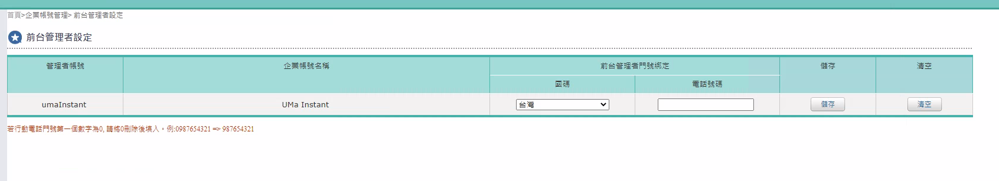 首頁>企業帳號管理> 前台管理者設定
前台管理者設定
管理者帳號 企業帳號名稱 前台管理者門號綁定 儲存 清空
國碼 電話號碼
umaInstant UMa Instant 台灣 儲存 清空
若行動電話門號第一個數字為0, 請將0刪除後填入。例:0987654321 => 987654321